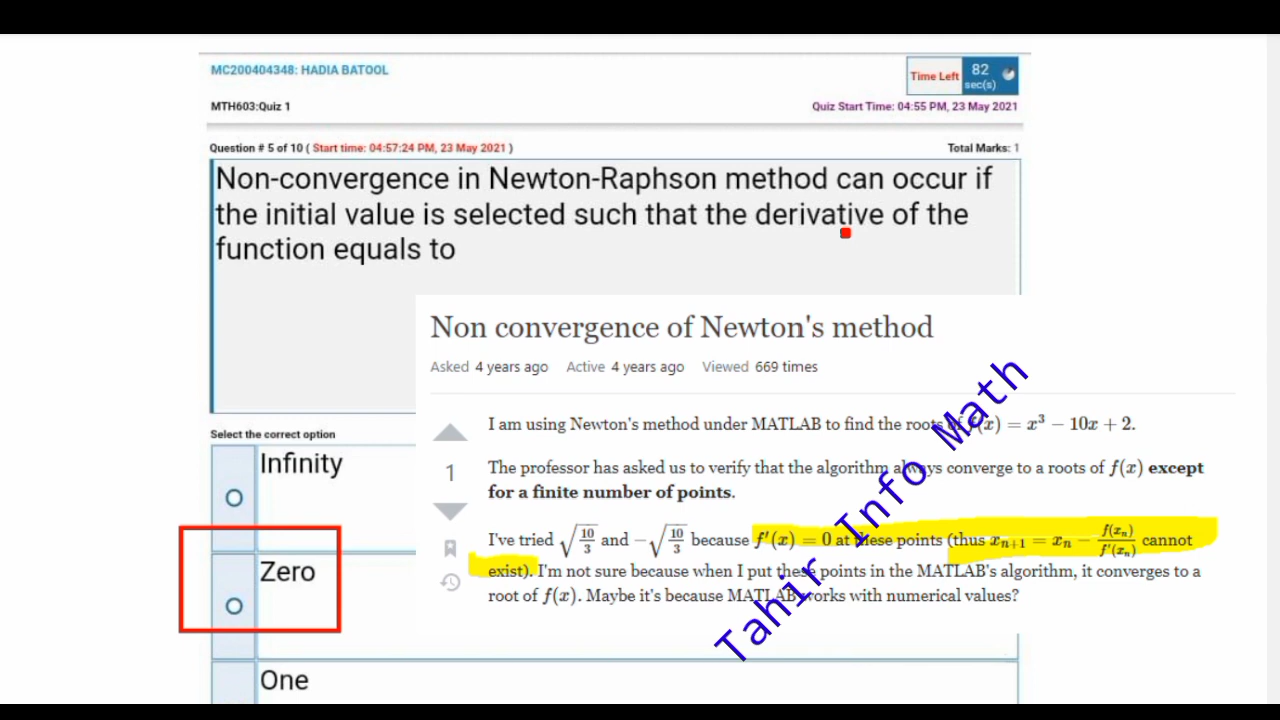 MC200404348: HADIA BATOOL
Time Left 82 sec(s)
MTH603:Quiz 1
Quiz Start Time: 04:55 PM, 23 May 2021
Question # 5 of 10 ( Start time: 04:57:24 PM, 23 May 2021 )
Total Marks: 1
Non-convergence in Newton-Raphson method can occur if
the initial value is selected such that the derivative of the
function equals to
Non convergence of Newton's method
Asked 4 years ago Active 4 years ago Viewed 669 times
I am using Newton's method under MATLAB to find the roots of f(x) = x³ − 10x + 2.
1
The professor has asked us to verify that the algorithm always converge to a roots of f(x) except
for a finite number of points.
I've tried √(10/3) and −√(10/3) because f′(x) = 0 at these points (thus xₙ₊₁ = xₙ − f(xₙ)/f′(xₙ) cannot
exist). I'm not sure because when I put these points in the MATLAB's algorithm, it converges to a
root of f(x). Maybe it's because MATLAB works with numerical values?
Select the correct option
Infinity
Zero
One
Tahir Info Math